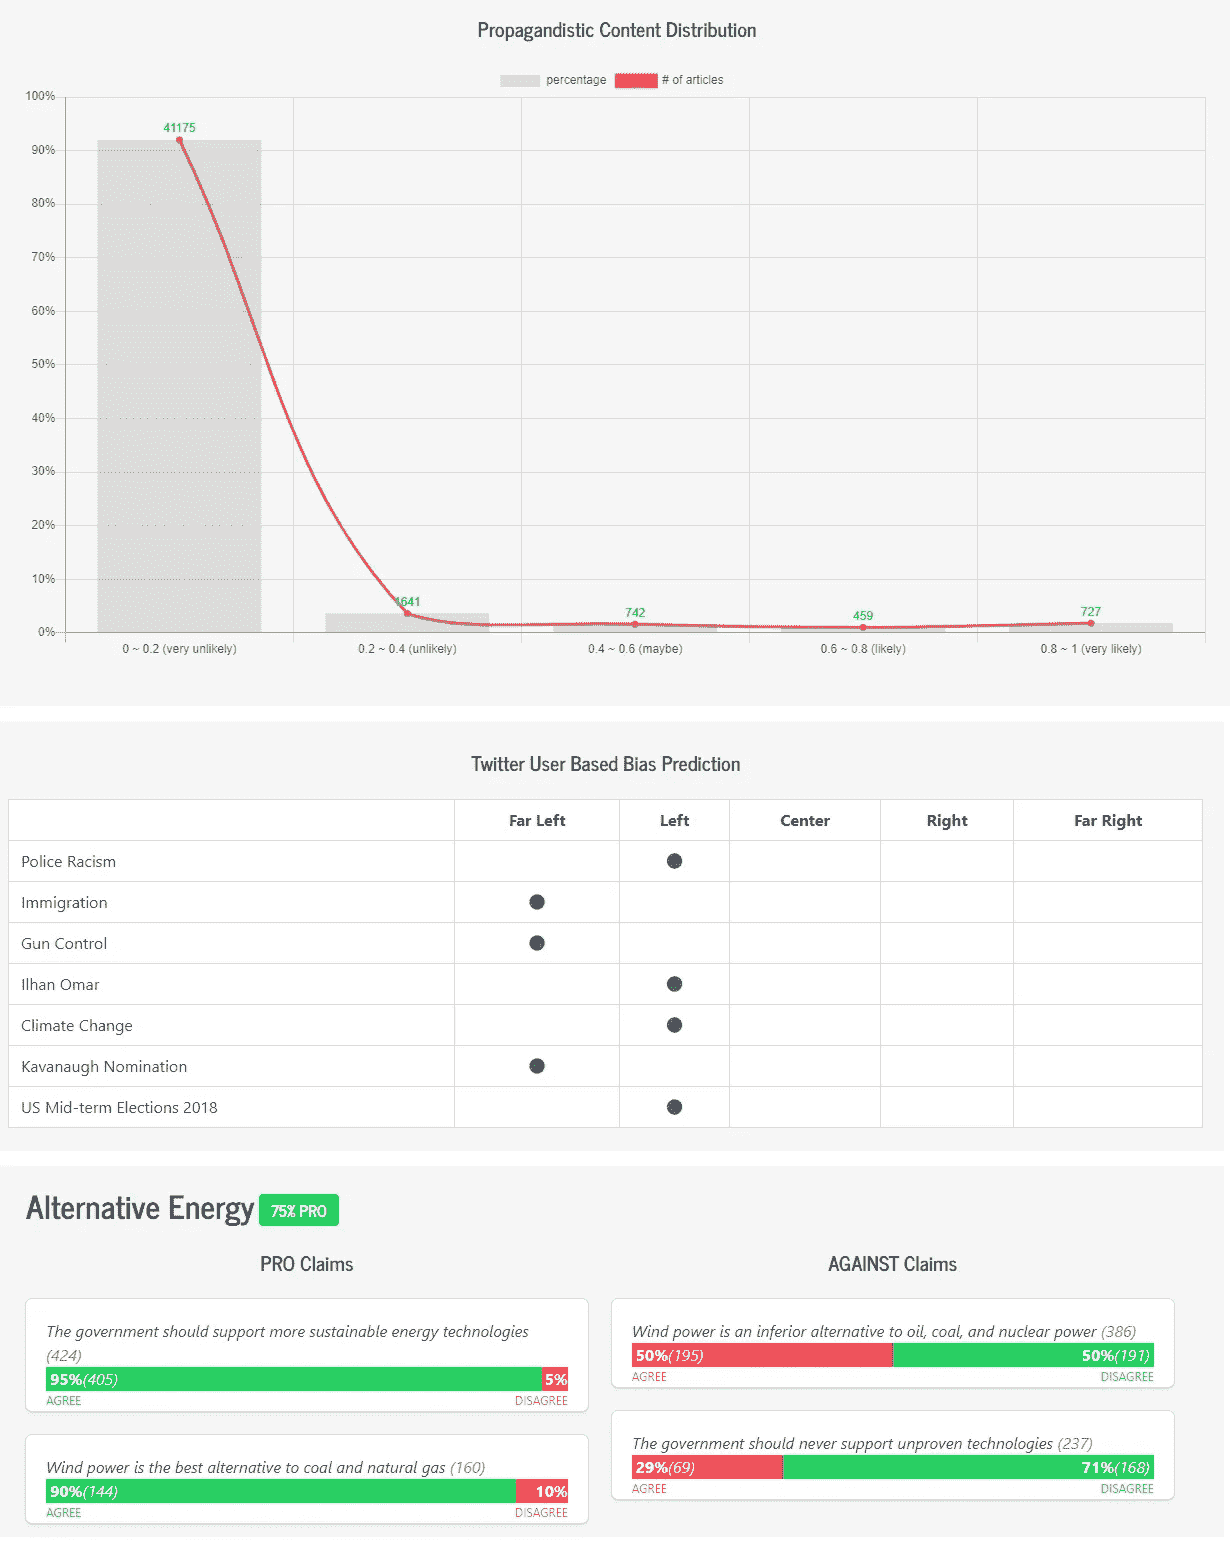 Propagandistic Content Distribution
percentage # of articles
100%
90%
80%
70%
60%
50%
40%
30%
20%
10%
0%
41175
1641
742
459
727
0 ~ 0.2 (very unlikely) 0.2 ~ 0.4 (unlikely) 0.4 ~ 0.6 (maybe) 0.6 ~ 0.8 (likely) 0.8 ~ 1 (very likely)
Twitter User Based Bias Prediction
Far Left Left Center Right Far Right
Police Racism
Immigration
Gun Control
Ilhan Omar
Climate Change
Kavanaugh Nomination
US Mid-term Elections 2018
Alternative Energy 75% PRO
PRO Claims
The government should support more sustainable energy technologies
(424)
95%(405) 5%
AGREE DISAGREE
Wind power is the best alternative to coal and natural gas (160)
90%(144) 10%
AGREE DISAGREE
AGAINST Claims
Wind power is an inferior alternative to oil, coal, and nuclear power (386)
50%(195) 50%(191)
AGREE DISAGREE
The government should never support unproven technologies (237)
29%(69) 71%(168)
AGREE DISAGREE